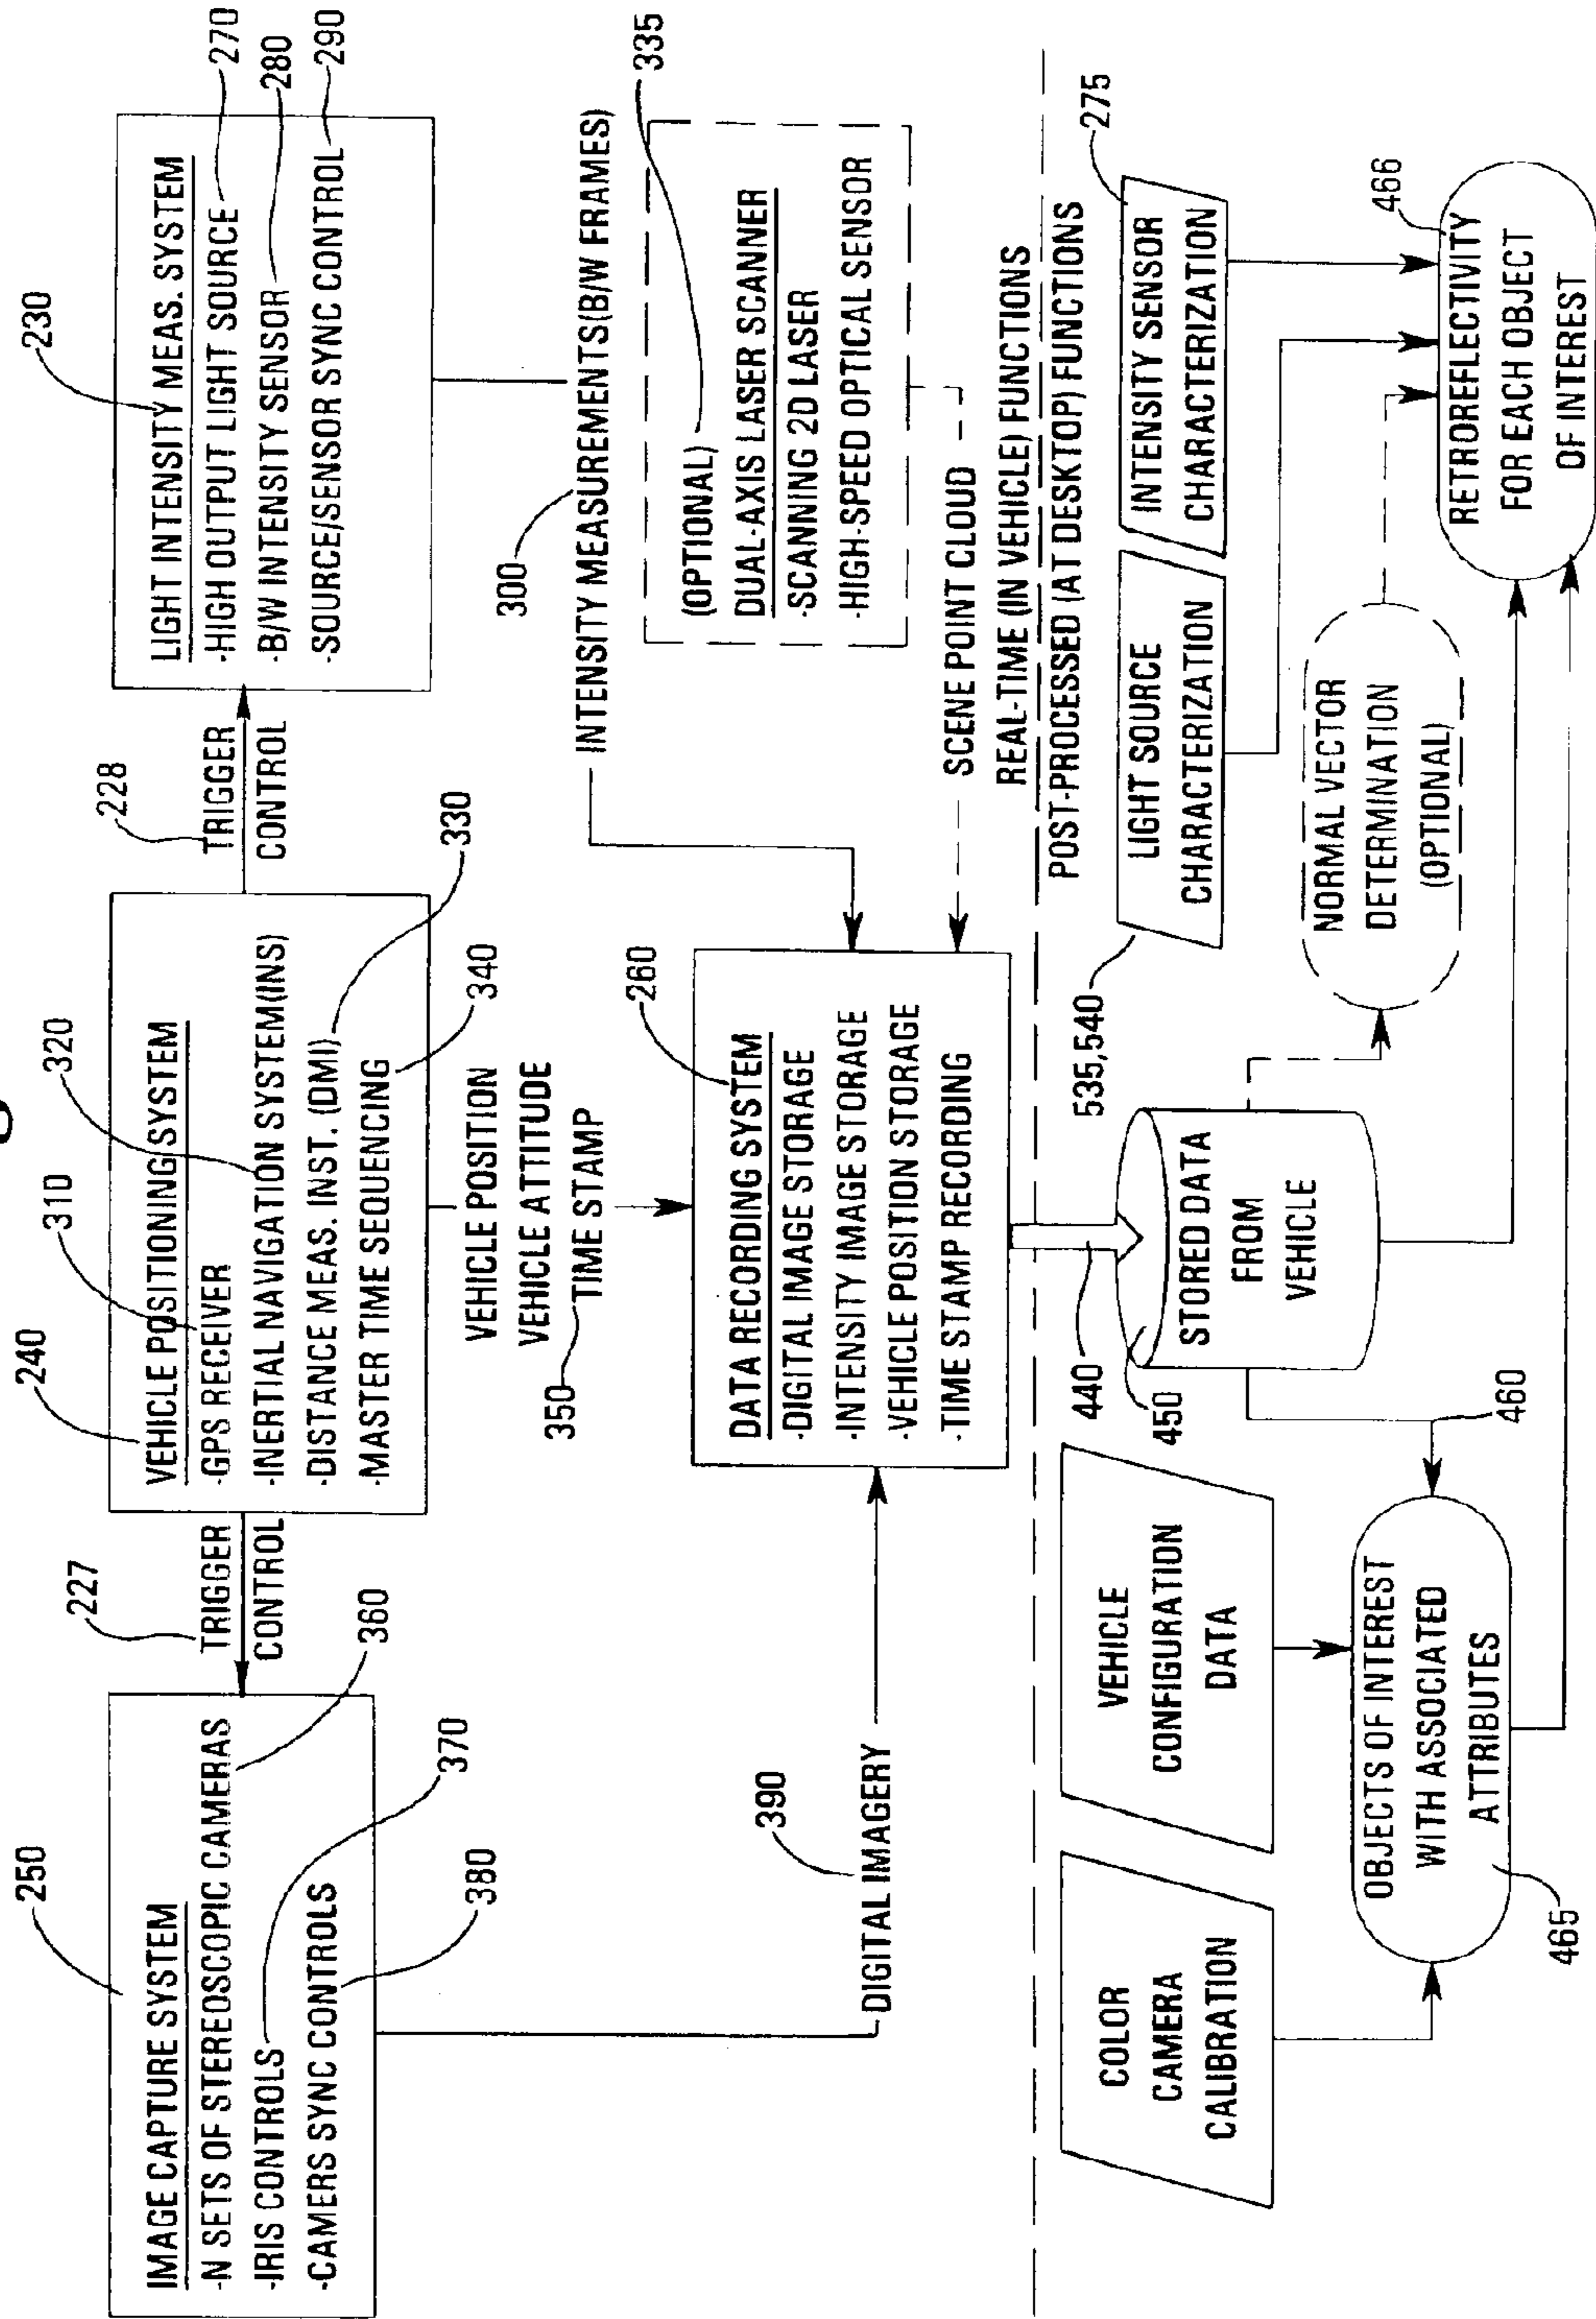 250
IMAGE CAPTURE SYSTEM
·N SETS OF STEREOSCOPIC CAMERAS
·IRIS CONTROLS
·CAMERS SYNC CONTROLS
360
370
380
227
TRIGGER
CONTROL
240
310
320
VEHICLE POSITIONING SYSTEM
·GPS RECEIVER
·INERTIAL NAVIGATION SYSTEM(INS)
·DISTANCE MEAS. INST. (DMI)
·MASTER TIME SEQUENCING
330
340
228
TRIGGER
CONTROL
230
LIGHT INTENSITY MEAS. SYSTEM
·HIGH OUTPUT LIGHT SOURCE
·B/W INTENSITY SENSOR
·SOURCE/SENSOR SYNC CONTROL
270
280
290
VEHICLE POSITION
VEHICLE ATTITUDE
350 TIME STAMP
300
INTENSITY MEASUREMENTS(B/W FRAMES)
335
(OPTIONAL)
DUAL-AXIS LASER SCANNER
·SCANNING 2D LASER
·HIGH-SPEED OPTICAL SENSOR
390
DIGITAL IMAGERY
260
DATA RECORDING SYSTEM
·DIGITAL IMAGE STORAGE
·INTENSITY IMAGE STORAGE
·VEHICLE POSITION STORAGE
·TIME STAMP RECORDING
SCENE POINT CLOUD
REAL-TIME (IN VEHICLE) FUNCTIONS
POST-PROCESSED (AT DESKTOP) FUNCTIONS
COLOR
CAMERA
CALIBRATION
VEHICLE
CONFIGURATION
DATA
440
450
STORED DATA
FROM
VEHICLE
535,540
LIGHT SOURCE
CHARACTERIZATION
275
INTENSITY SENSOR
CHARACTERIZATION
NORMAL VECTOR
DETERMINATION
(OPTIONAL)
460
OBJECTS OF INTEREST
WITH ASSOCIATED
ATTRIBUTES
465
466
RETROREFLECTIVITY
FOR EACH OBJECT
OF INTEREST